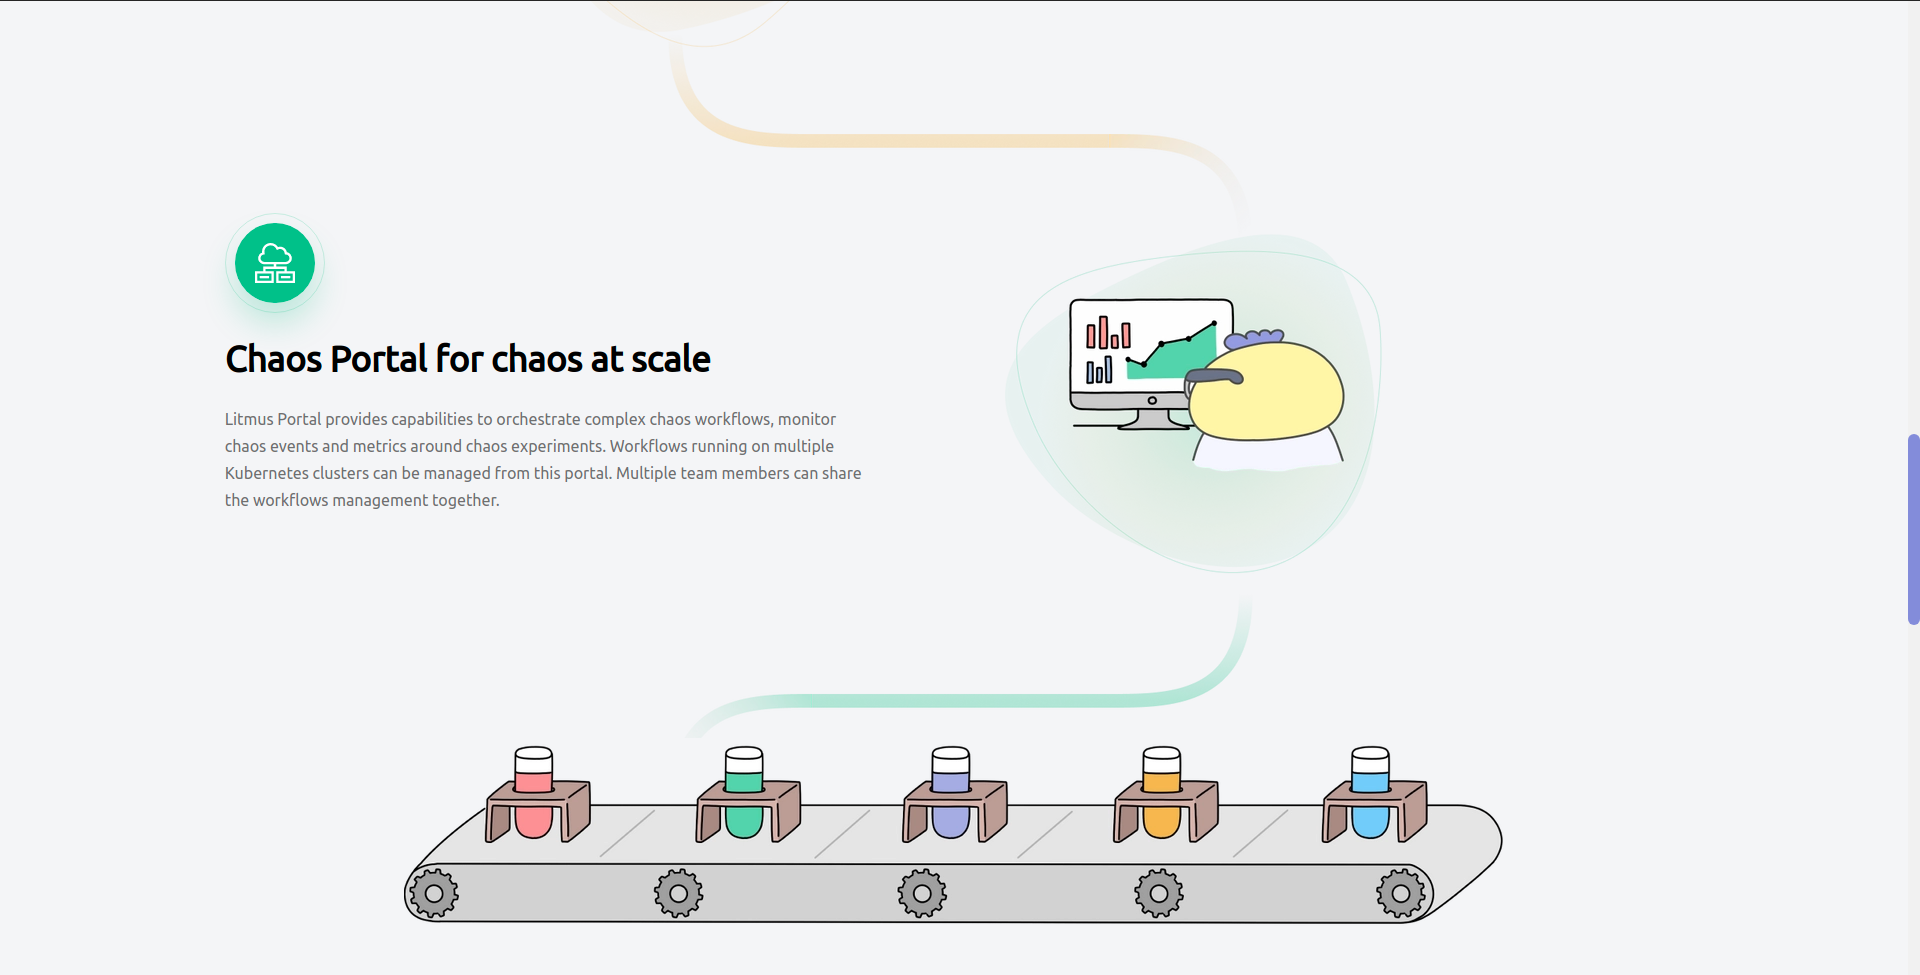 Chaos Portal for chaos at scale
Litmus Portal provides capabilities to orchestrate complex chaos workflows, monitor
chaos events and metrics around chaos experiments. Workflows running on multiple
Kubernetes clusters can be managed from this portal. Multiple team members can share
the workflows management together.